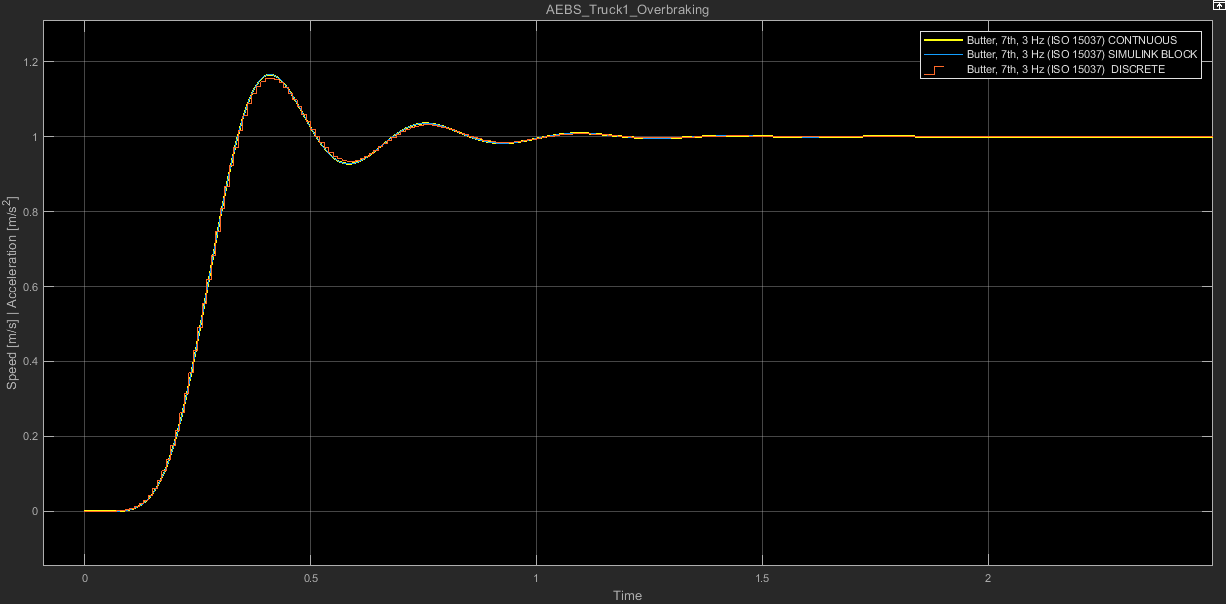 AEBS_Truck1_Overbraking
Butter, 7th, 3 Hz (ISO 15037) CONTNUOUS
Butter, 7th, 3 Hz (ISO 15037) SIMULINK BLOCK
Butter, 7th, 3 Hz (ISO 15037)  DISCRETE
Speed [m/s] | Acceleration [m/s²]
1.2
1
0.8
0.6
0.4
0.2
0
0 0.5 1 1.5 2
Time